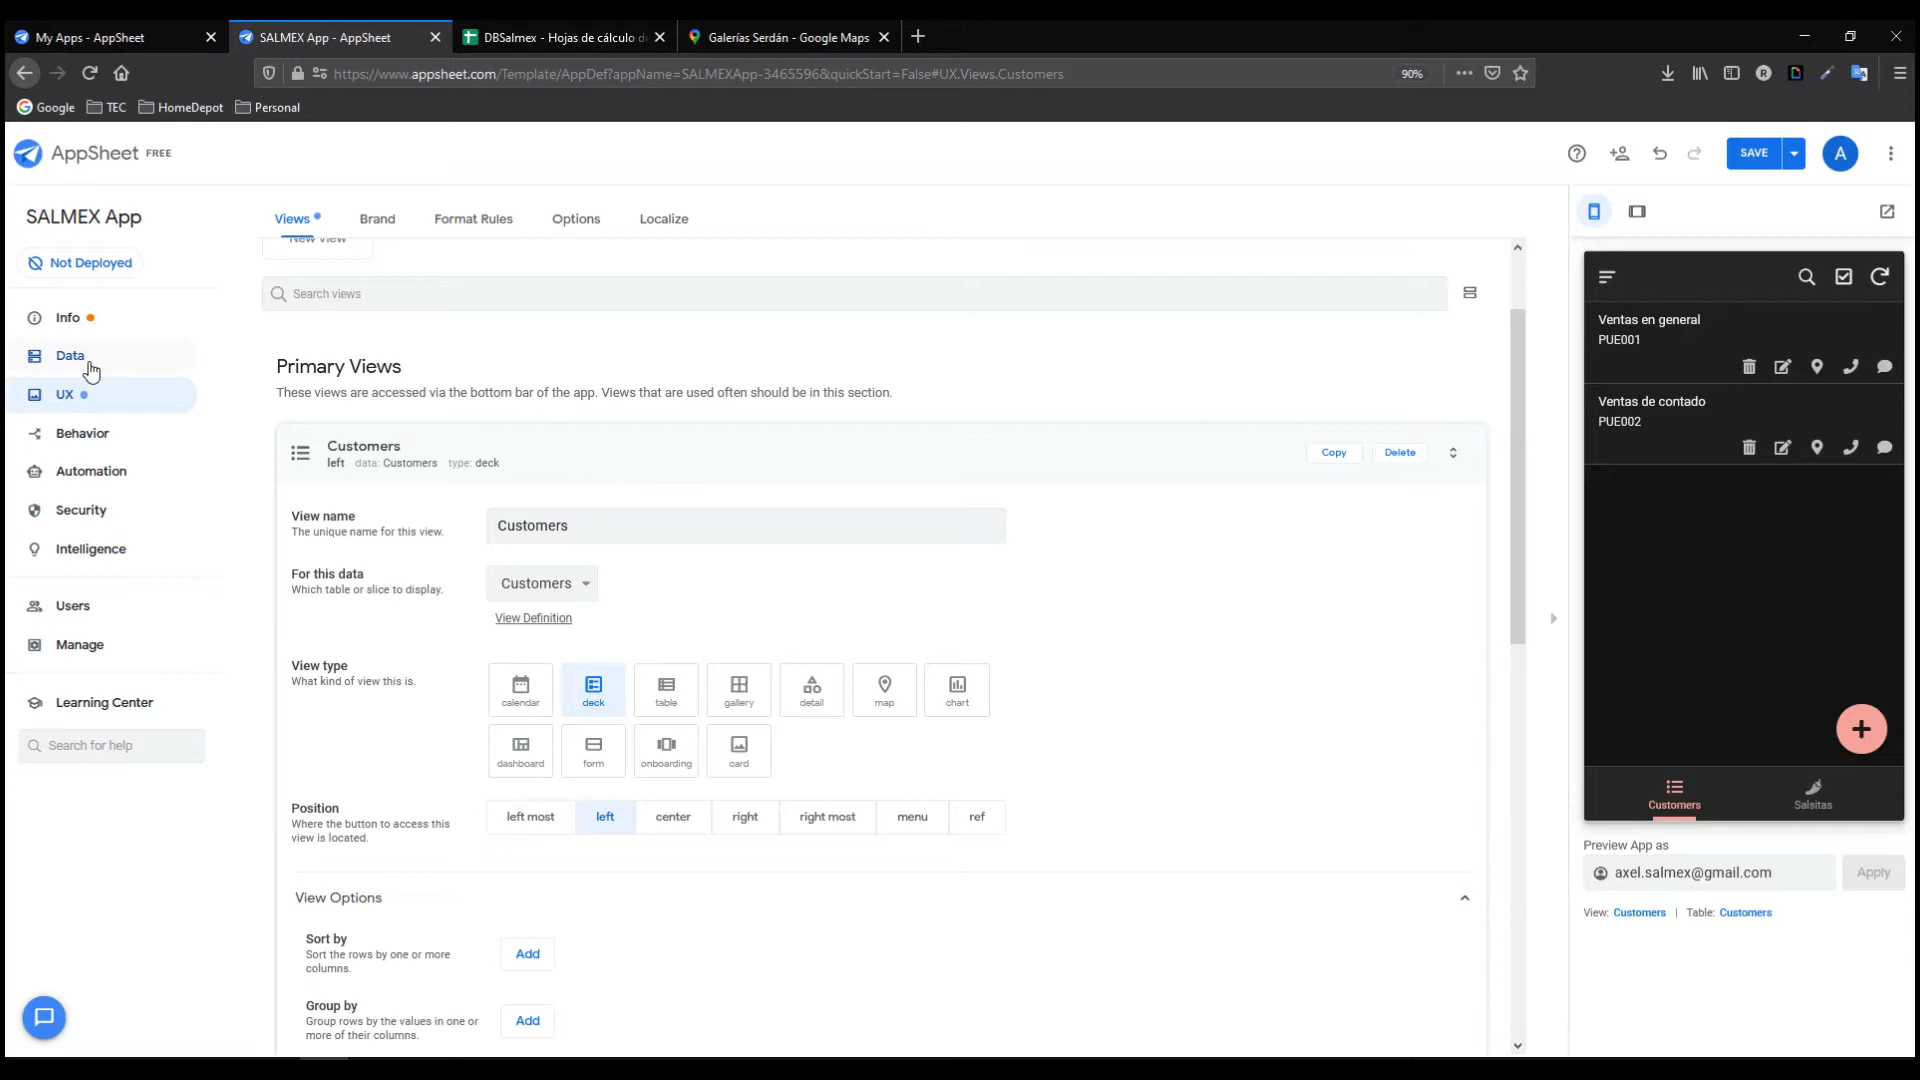 My Apps - AppSheet
SALMEX App - AppSheet
DBSalmex - Hojas de cálculo de
Galerías Serdán - Google Maps
https://www.appsheet.com/Template/AppDef?appName=SALMEXApp-3465596&quickStart=False#UX.Views.Customers
90%
Google
TEC
HomeDepot
Personal
AppSheet FREE
SAVE
A
SALMEX App
Not Deployed
Info
Data
UX
Behavior
Automation
Security
Intelligence
Users
Manage
Learning Center
Search for help
Views
Brand
Format Rules
Options
Localize
New View
Search views
Primary Views
These views are accessed via the bottom bar of the app. Views that are used often should be in this section.
Customers
left data: Customers type: deck
Copy
Delete
View name
The unique name for this view.
Customers
For this data
Which table or slice to display.
Customers
View Definition
View type
What kind of view this is.
calendar
deck
table
gallery
detail
map
chart
dashboard
form
onboarding
card
Position
Where the button to access this
view is located.
left most
left
center
right
right most
menu
ref
View Options
Sort by
Sort the rows by one or more
columns.
Add
Group by
Group rows by the values in one or
more of their columns.
Add
Ventas en general
PUE001
Ventas de contado
PUE002
Customers
Salsitas
Preview App as
axel.salmex@gmail.com
Apply
View: Customers | Table: Customers